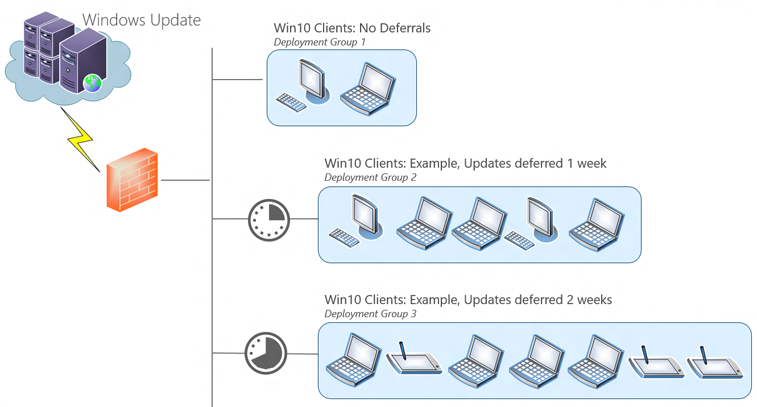 Windows Update
Win10 Clients: No Deferrals
Deployment Group 1
Win10 Clients: Example, Updates deferred 1 week
Deployment Group 2
Win10 Clients: Example, Updates deferred 2 weeks
Deployment Group 3